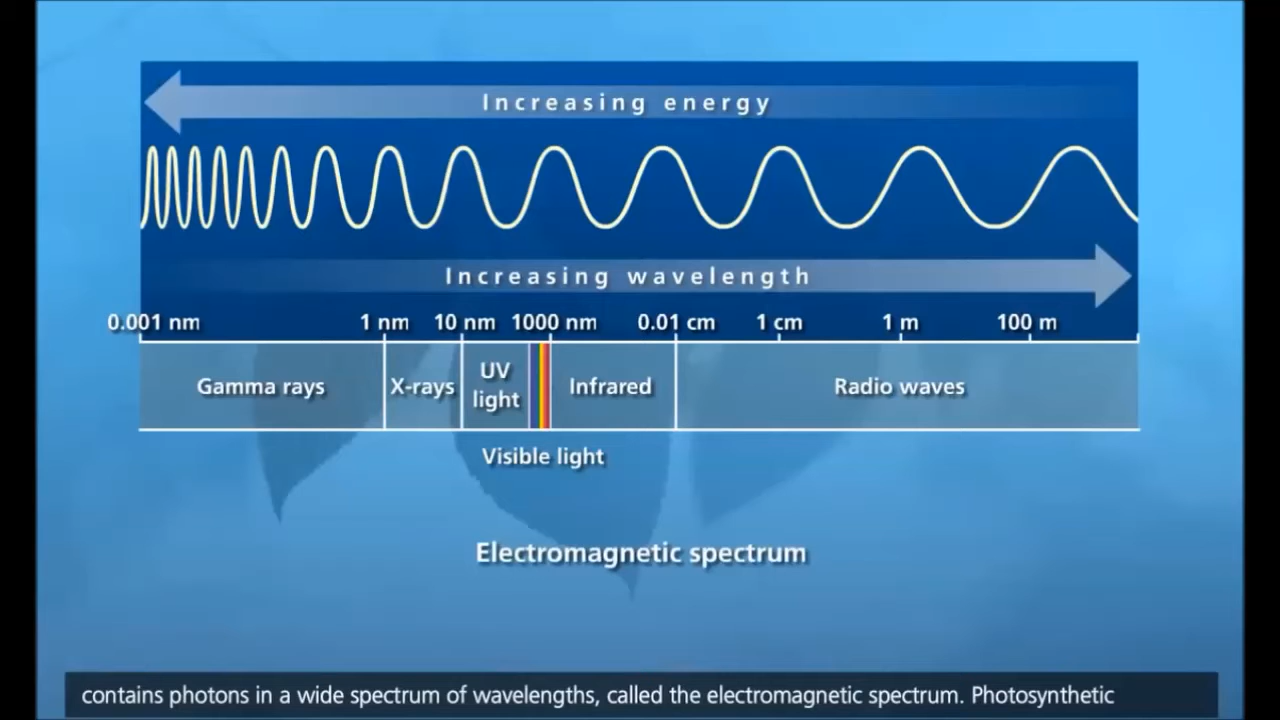 Increasing energy
Increasing wavelength
0.001 nm 1 nm 10 nm 1000 nm 0.01 cm 1 cm 1 m 100 m
Gamma rays X-rays UV light Infrared Radio waves
Visible light
Electromagnetic spectrum
contains photons in a wide spectrum of wavelengths, called the electromagnetic spectrum. Photosynthetic